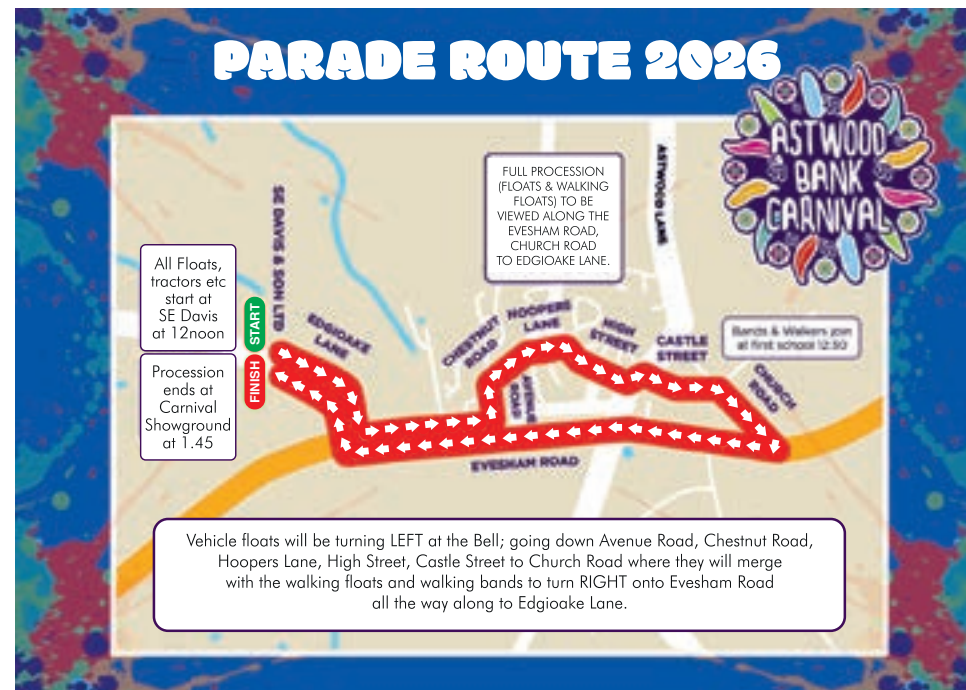 PARADE ROUTE 2026
ASTWOOD
BANK
CARNIVAL
ASTWOOD LANE
FULL PROCESSION
(FLOATS & WALKING
FLOATS) TO BE
VIEWED ALONG THE
EVESHAM ROAD,
CHURCH ROAD
TO EDGIOAKE LANE.
SE DAVIS & SON LTD
All Floats,
tractors etc
start at
SE Davis
at 12noon
START
FINISH
Procession
ends at
Carnival
Showground
at 1.45
EDGIOAKE
LANE
CHESTNUT
ROAD
HOOPERS
LANE
HIGH
STREET
CASTLE
STREET
Bands & Walkers join
at first school 12:30
CHURCH
ROAD
AVENUE
ROAD
EVESHAM ROAD
Vehicle floats will be turning LEFT at the Bell; going down Avenue Road, Chestnut Road,
Hoopers Lane, High Street, Castle Street to Church Road where they will merge
with the walking floats and walking bands to turn RIGHT onto Evesham Road
all the way along to Edgioake Lane.